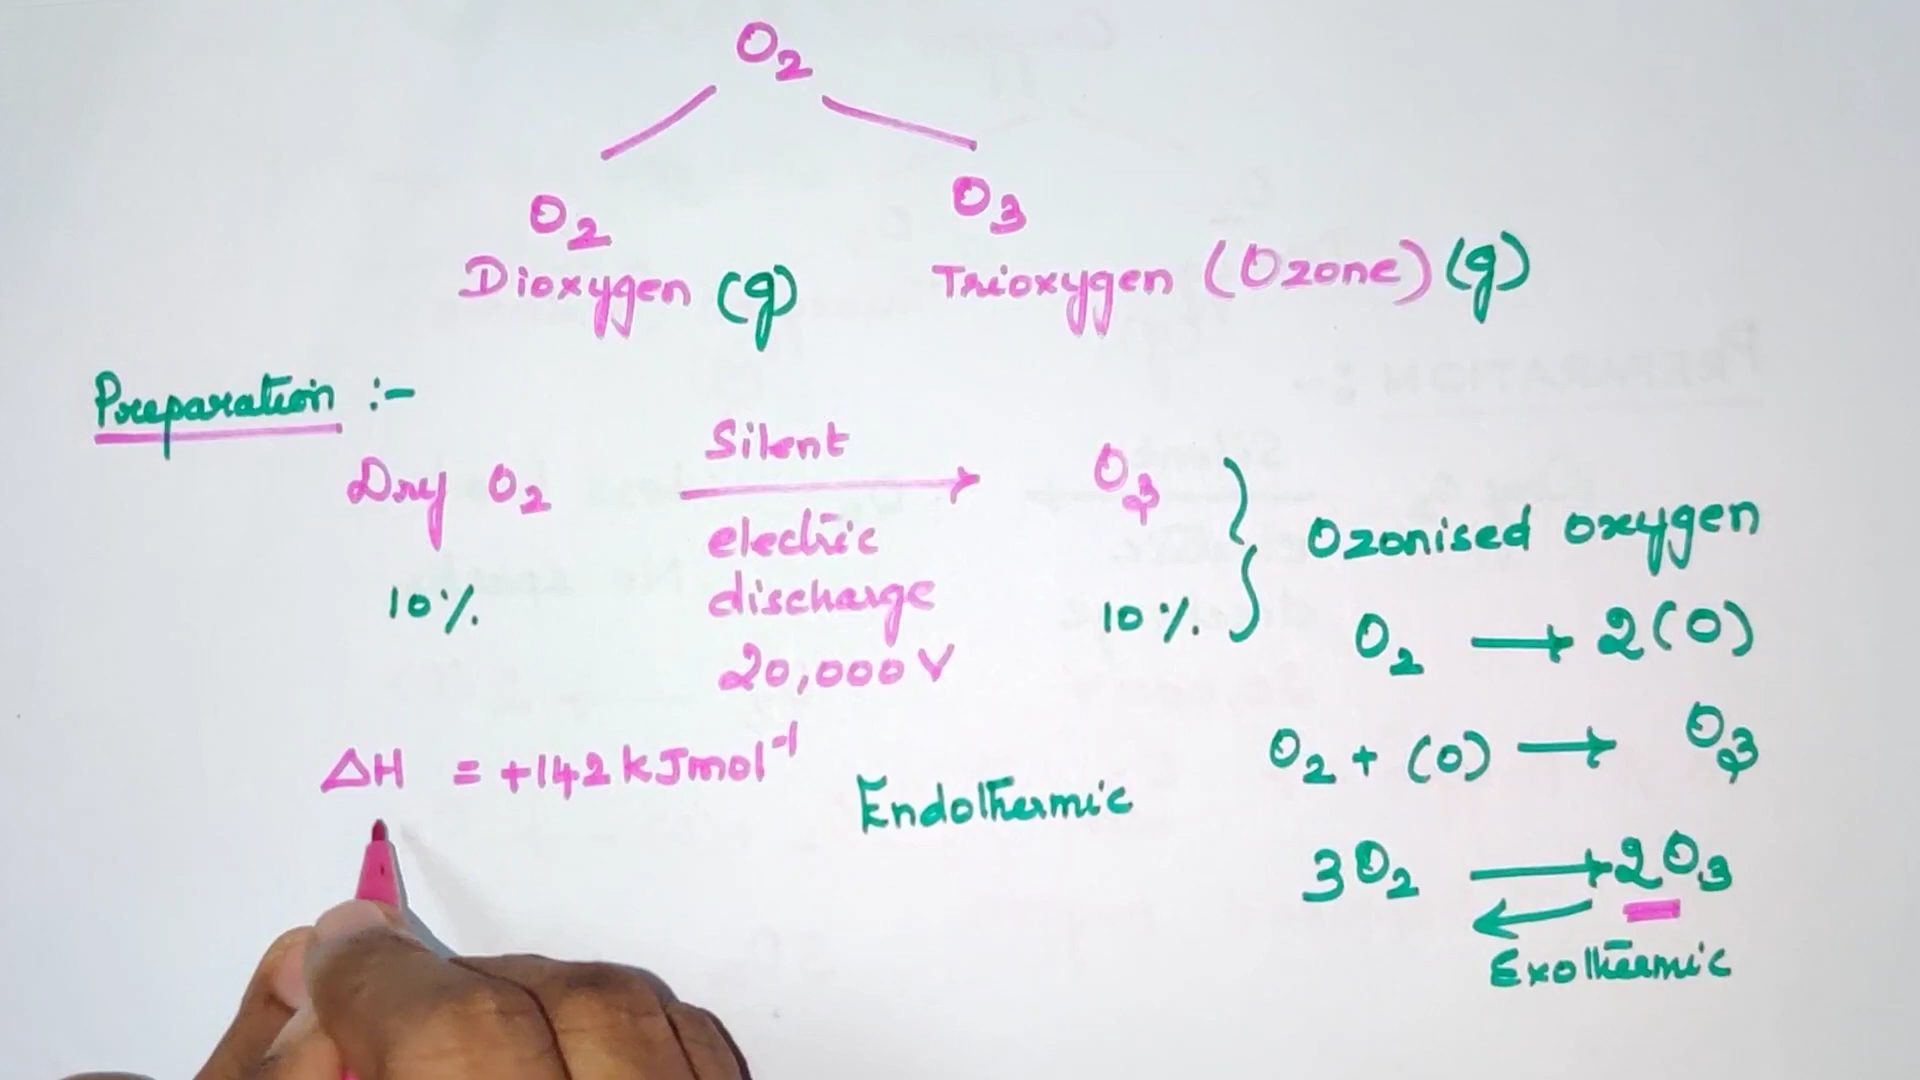 O₂
O₂ O₃
Dioxygen (g) Trioxygen (Ozone) (g)
Preparation :-
Dry O₂ Silent → O₃
electric
discharge
20,000 V
10% 10% } Ozonised oxygen
O₂ → 2(O)
ΔH = +142 kJmol⁻¹ Endothermic
O₂ + (O) → O₃
3O₂ → 2O₃
←
Exothermic